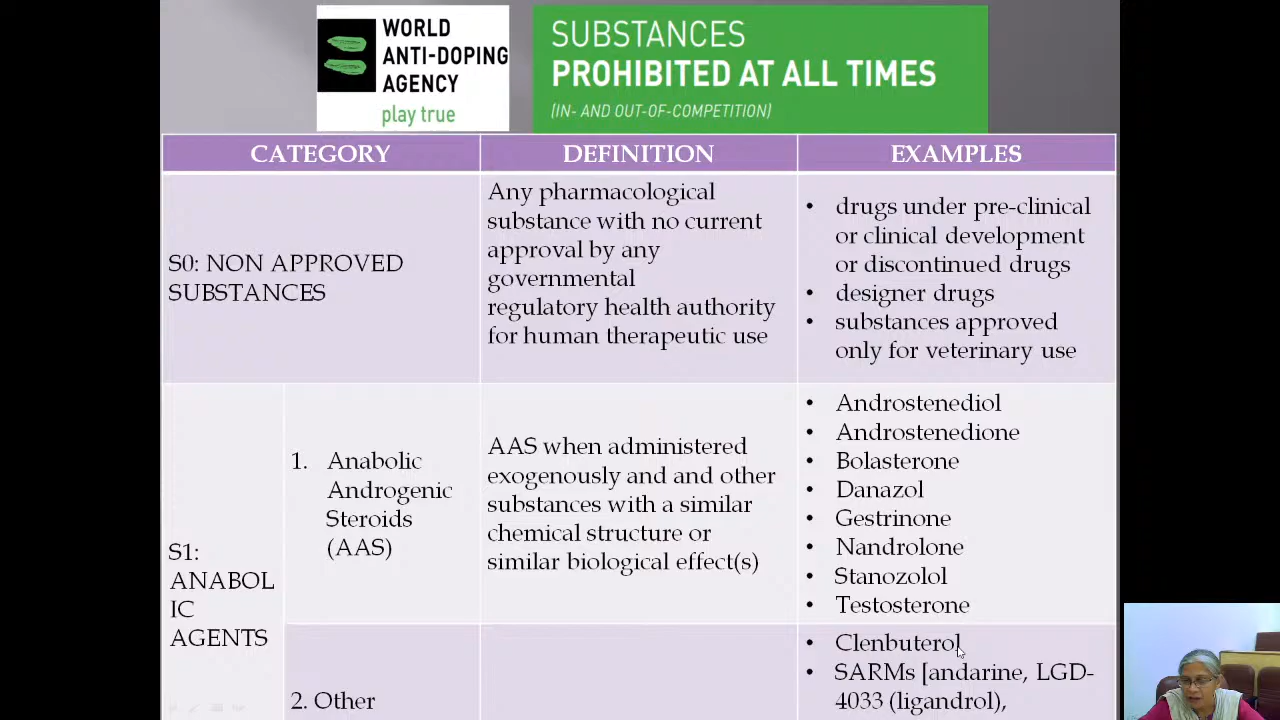 WORLD
ANTI-DOPING
AGENCY
play true
SUBSTANCES
PROHIBITED AT ALL TIMES
(IN- AND OUT-OF-COMPETITION)
CATEGORY
DEFINITION
EXAMPLES
S0: NON APPROVED
SUBSTANCES
Any pharmacological
substance with no current
approval by any
governmental
regulatory health authority
for human therapeutic use
• drugs under pre-clinical
or clinical development
or discontinued drugs
• designer drugs
• substances approved
only for veterinary use
S1:
ANABOL
IC
AGENTS
1. Anabolic
Androgenic
Steroids
(AAS)
AAS when administered
exogenously and and other
substances with a similar
chemical structure or
similar biological effect(s)
• Androstenediol
• Androstenedione
• Bolasterone
• Danazol
• Gestrinone
• Nandrolone
• Stanozolol
• Testosterone
2. Other
• Clenbuterol
• SARMs [andarine, LGD-
4033 (ligandrol),